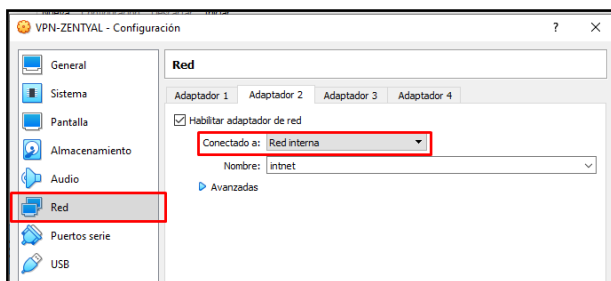 VPN-ZENTYAL - Configuración ? ×
General
Red
Sistema
Adaptador 1 Adaptador 2 Adaptador 3 Adaptador 4
Pantalla
Habilitar adaptador de red
Conectado a: Red interna
Almacenamiento
Nombre: intnet
Audio
Avanzadas
Red
Puertos serie
USB